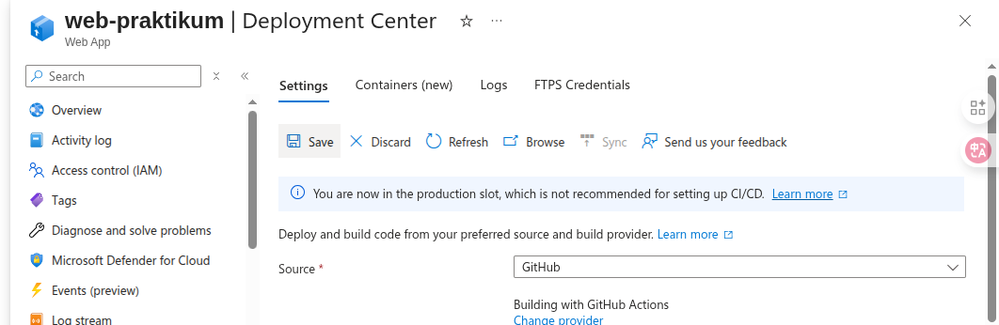 web-praktikum | Deployment Center
Web App
Search
Overview
Activity log
Access control (IAM)
Tags
Diagnose and solve problems
Microsoft Defender for Cloud
Events (preview)
Log stream
Settings Containers (new) Logs FTPS Credentials
Save Discard Refresh Browse Sync Send us your feedback
You are now in the production slot, which is not recommended for setting up CI/CD. Learn more
Deploy and build code from your preferred source and build provider. Learn more
Source * GitHub
Building with GitHub Actions
Change provider
中A